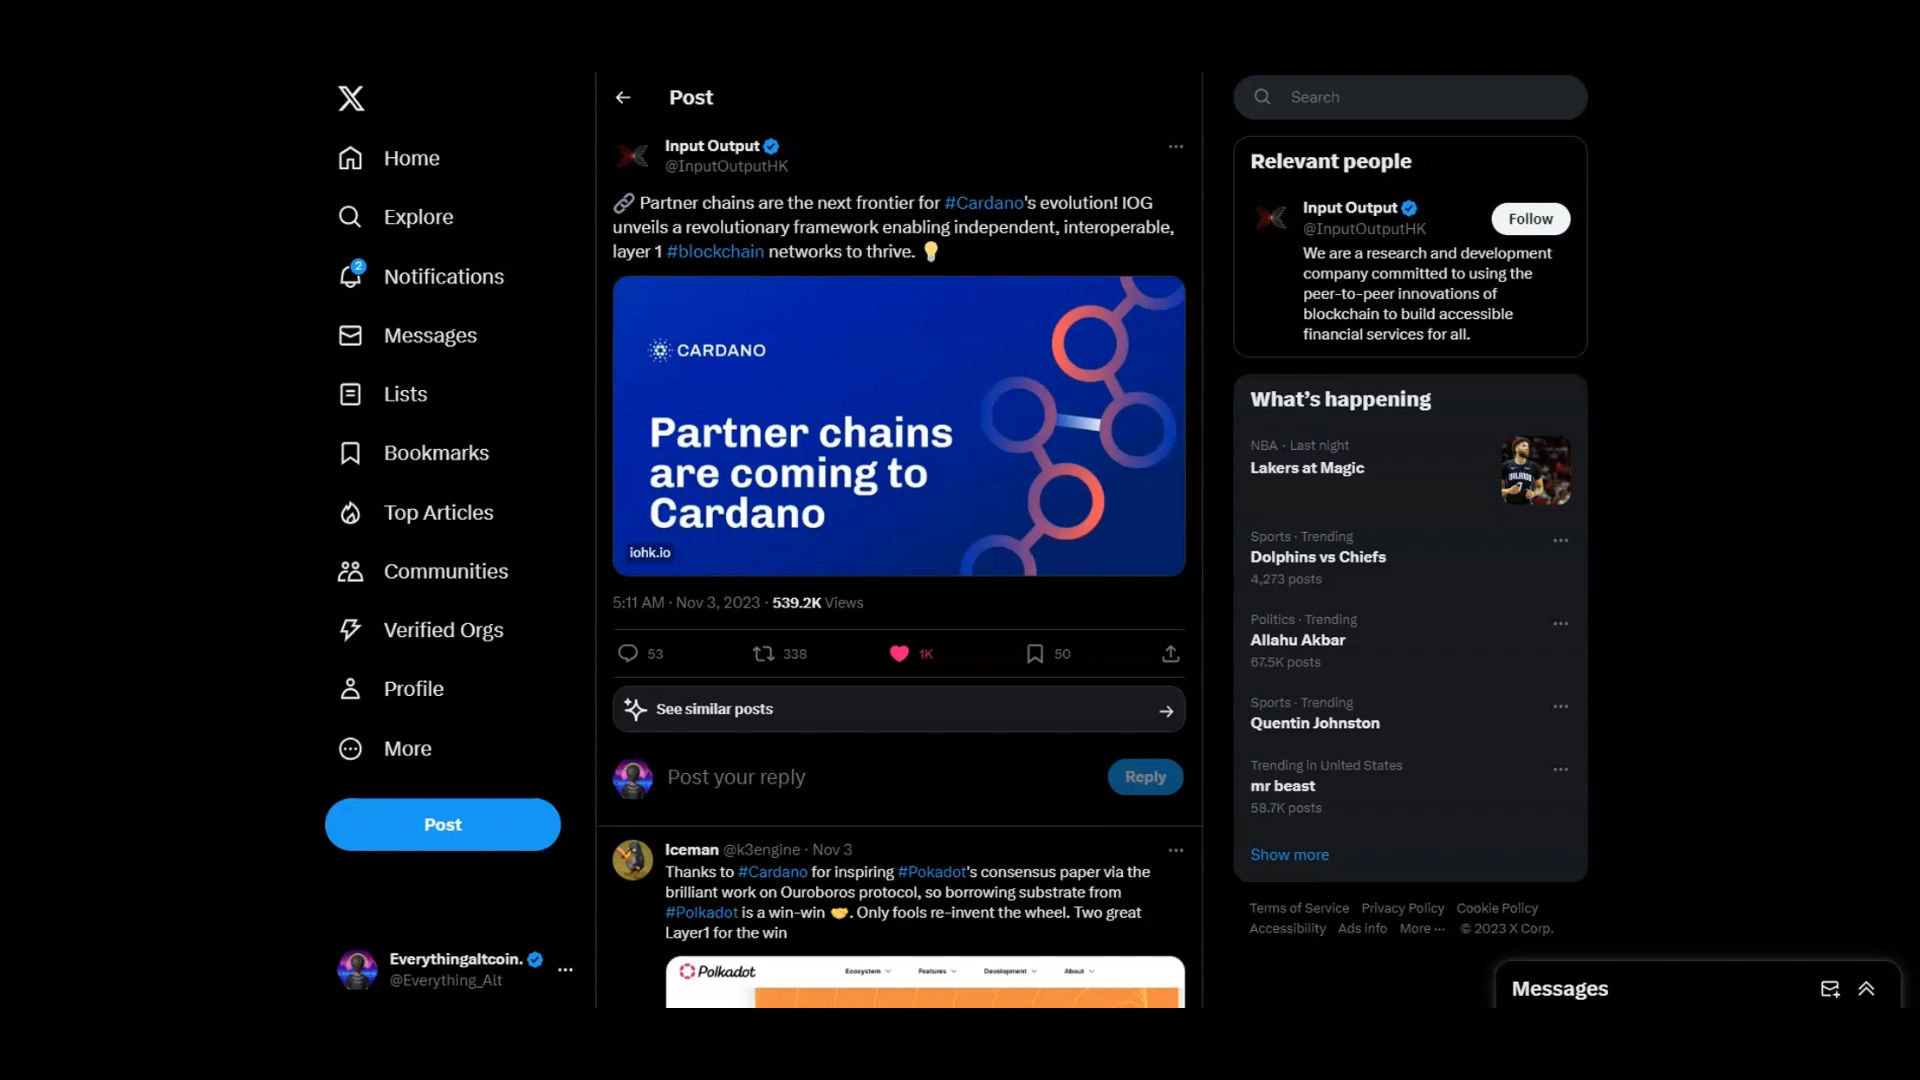 Home
Explore
2
Notifications
Messages
Lists
Bookmarks
Top Articles
Communities
Verified Orgs
Profile
More
Post
Everythingaltcoin.
@Everything_Alt
Post
Input Output
@InputOutputHK
Partner chains are the next frontier for #Cardano's evolution! IOG
unveils a revolutionary framework enabling independent, interoperable,
layer 1 #blockchain networks to thrive.
CARDANO
Partner chains
are coming to
Cardano
iohk.io
5:11 AM · Nov 3, 2023 · 539.2K Views
53 338 1K 50
See similar posts
Post your reply
Reply
Iceman @k3engine · Nov 3
Thanks to #Cardano for inspiring #Pokadot's consensus paper via the
brilliant work on Ouroboros protocol, so borrowing substrate from
#Polkadot is a win-win 🤝. Only fools re-invent the wheel. Two great
Layer1 for the win
Polkadot Ecosystem Features Development About
Search
Relevant people
Input Output
@InputOutputHK
Follow
We are a research and development
company committed to using the
peer-to-peer innovations of
blockchain to build accessible
financial services for all.
What's happening
NBA · Last night
Lakers at Magic
ORLANDO
Sports · Trending
Dolphins vs Chiefs
4,273 posts
Politics · Trending
Allahu Akbar
67.5K posts
Sports · Trending
Quentin Johnston
Trending in United States
mr beast
58.7K posts
Show more
Terms of Service Privacy Policy Cookie Policy
Accessibility Ads info More ··· © 2023 X Corp.
Messages